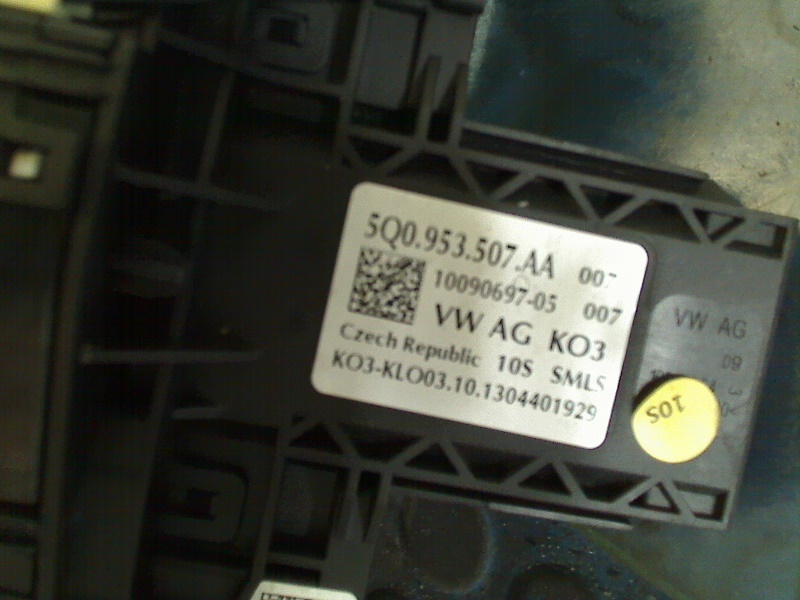 5Q0.953.507.AA 007
10090697-05 007
VW AG KO3
Czech Republic 10S SMLS
KO3-KLO03.10.1304401929
VW AG
09
10S